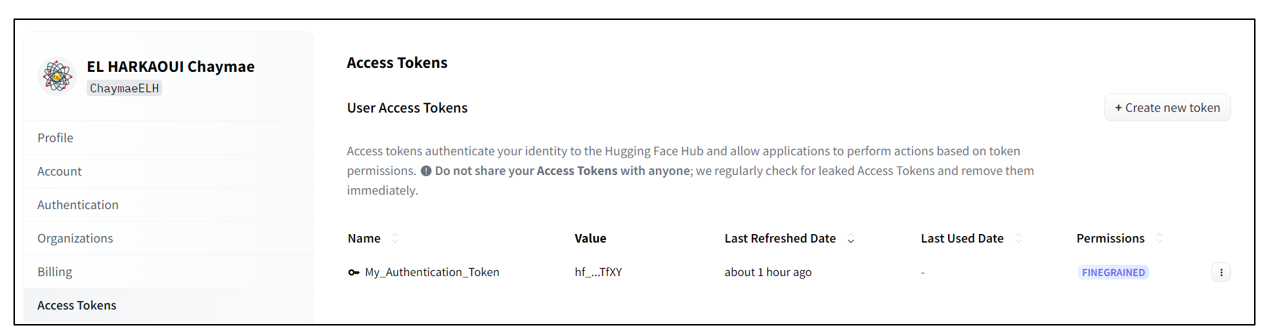 EL HARKAOUI Chaymae
ChaymaeELH
Profile
Account
Authentication
Organizations
Billing
Access Tokens
Access Tokens
User Access Tokens
+ Create new token
Access tokens authenticate your identity to the Hugging Face Hub and allow applications to perform actions based on token
permissions. Do not share your Access Tokens with anyone; we regularly check for leaked Access Tokens and remove them
immediately.
Name Value Last Refreshed Date Last Used Date Permissions
My_Authentication_Token hf_...TfXY about 1 hour ago - FINEGRAINED